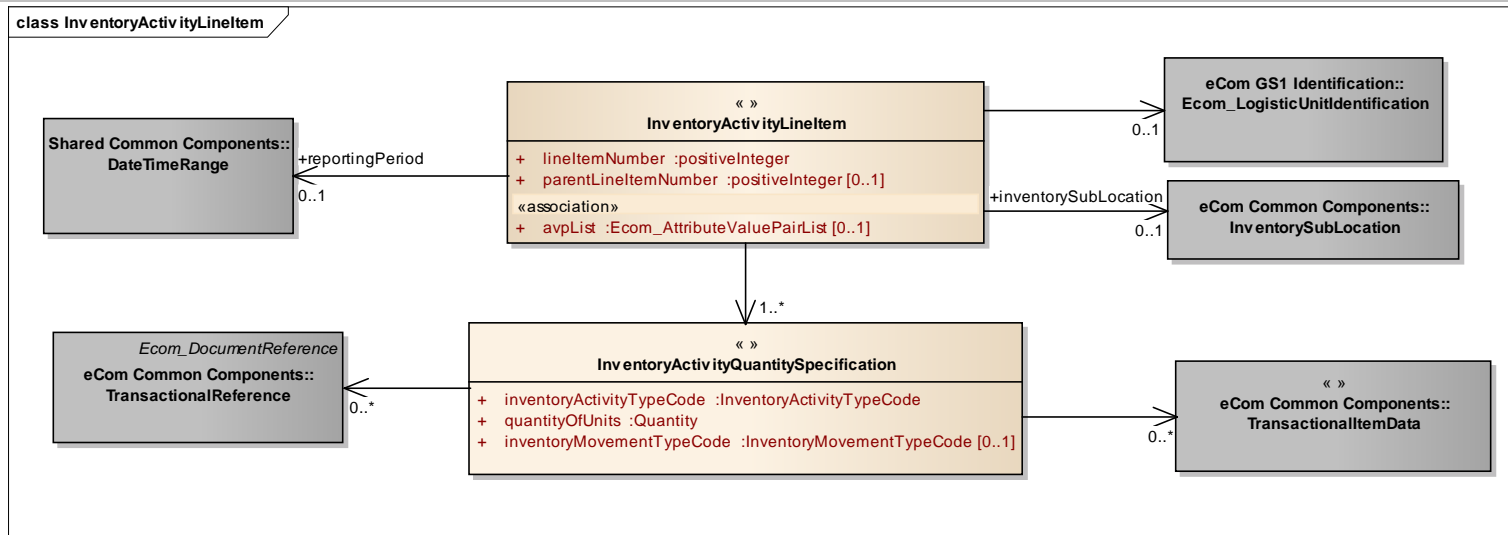 class InventoryActivityLineItem
« »
InventoryActivityLineItem
+ lineItemNumber :positiveInteger
+ parentLineItemNumber :positiveInteger [0..1]
«association»
+ avpList :Ecom_AttributeValuePairList [0..1]
eCom GS1 Identification::
Ecom_LogisticUnitIdentification
0..1
Shared Common Components::
DateTimeRange
+reportingPeriod
0..1
+inventorySubLocation
0..1
eCom Common Components::
InventorySubLocation
1..*
« »
InventoryActivityQuantitySpecification
+ inventoryActivityTypeCode :InventoryActivityTypeCode
+ quantityOfUnits :Quantity
+ inventoryMovementTypeCode :InventoryMovementTypeCode [0..1]
Ecom_DocumentReference
eCom Common Components::
TransactionalReference
0..*
« »
eCom Common Components::
TransactionalItemData
0..*